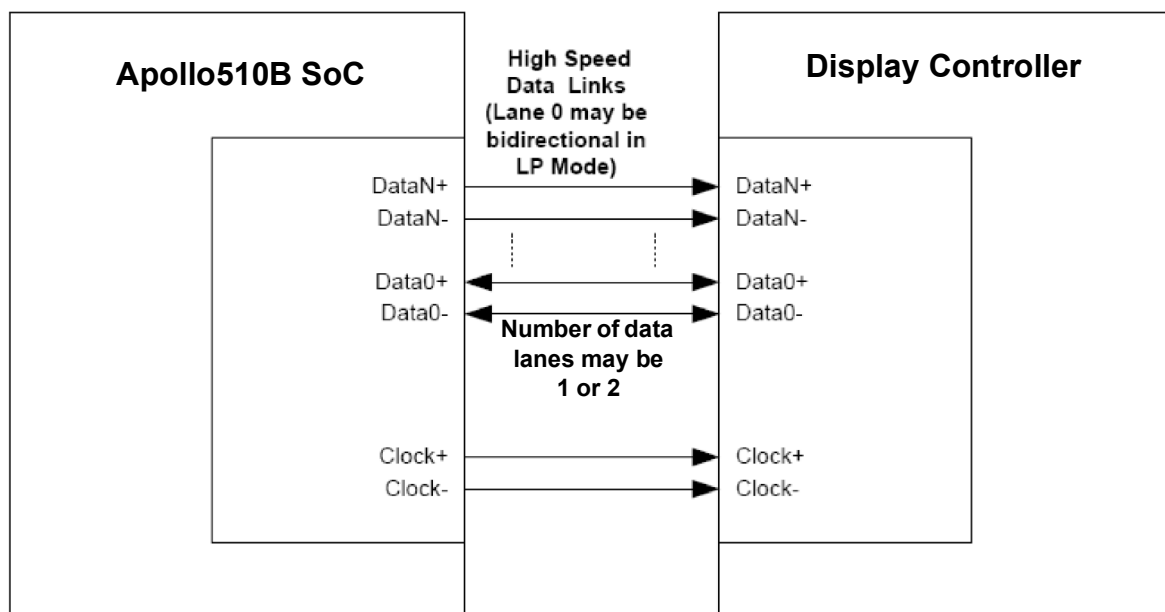 Apollo510B SoC
High Speed
Data Links
(Lane 0 may be
bidirectional in
LP Mode)
Display Controller
DataN+
DataN-
Data0+
Data0-
Clock+
Clock-
Number of data
lanes may be
1 or 2
DataN+
DataN-
Data0+
Data0-
Clock+
Clock-